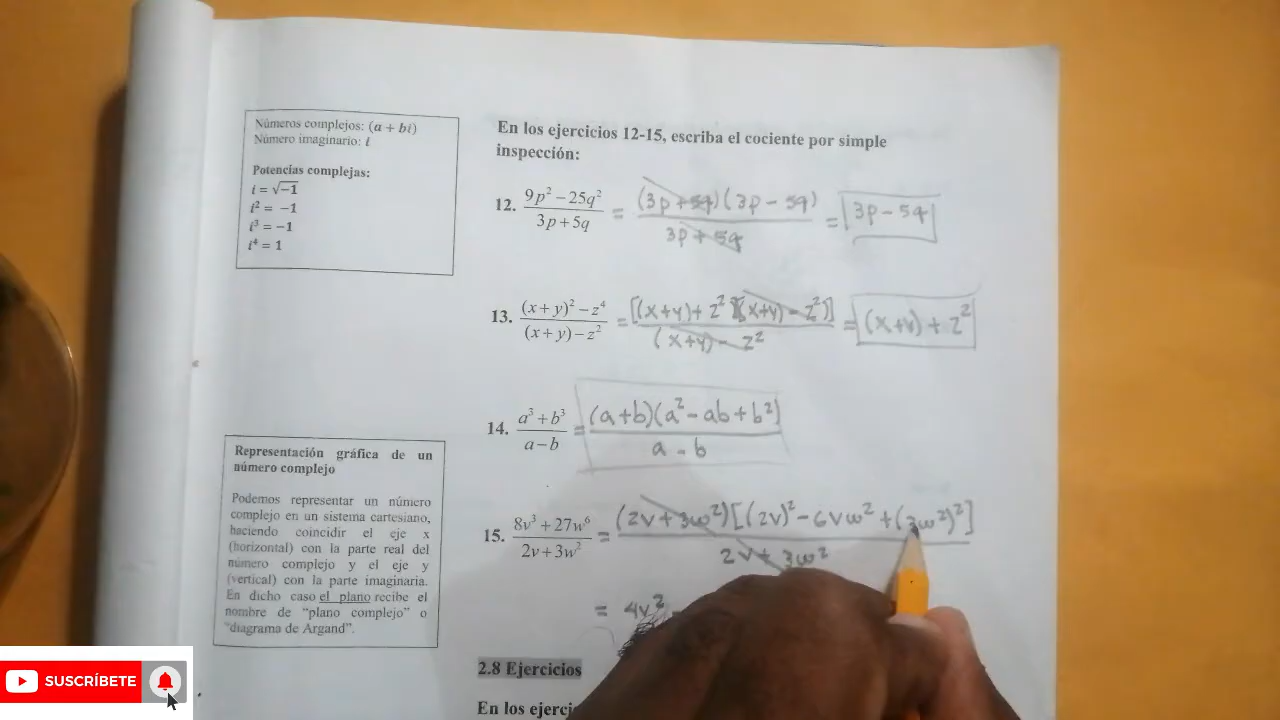 Números complejos: (a + bi)
Número imaginario: i
Potencias complejas:
i = √−1
i² = −1
i³ = −1
i⁴ = 1
En los ejercicios 12-15, escriba el cociente por simple
inspección:
12. (9p² − 25q²)/(3p + 5q) = (3p + 5q)(3p − 5q)/(3p + 5q) = 3p − 5q
13. ((x + y)² − z⁴)/((x + y) − z²) = [(x+y) + z²][(x+y) − z²)]/((x+y) − z²) = (x+y) + z²
14. (a³ + b³)/(a − b) = (a+b)(a² − ab + b²)/(a − b)
15. (8v³ + 27w⁶)/(2v + 3w²) = (2v + 3w²)[(2v)² − 6vw² + (3w²)²]/(2v + 3w²)
= 4v² −
Representación gráfica de un
número complejo
Podemos representar un número
complejo en un sistema cartesiano,
haciendo coincidir el eje x
(horizontal) con la parte real del
número complejo y el eje y
(vertical) con la parte imaginaria.
En dicho caso el plano recibe el
nombre de “plano complejo” o
“diagrama de Argand”.
2.8 Ejercicios
En los ejerci
SUSCRÍBETE